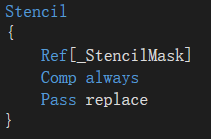 Stencil
{
Ref[_StencilMask]
Comp always
Pass replace
}